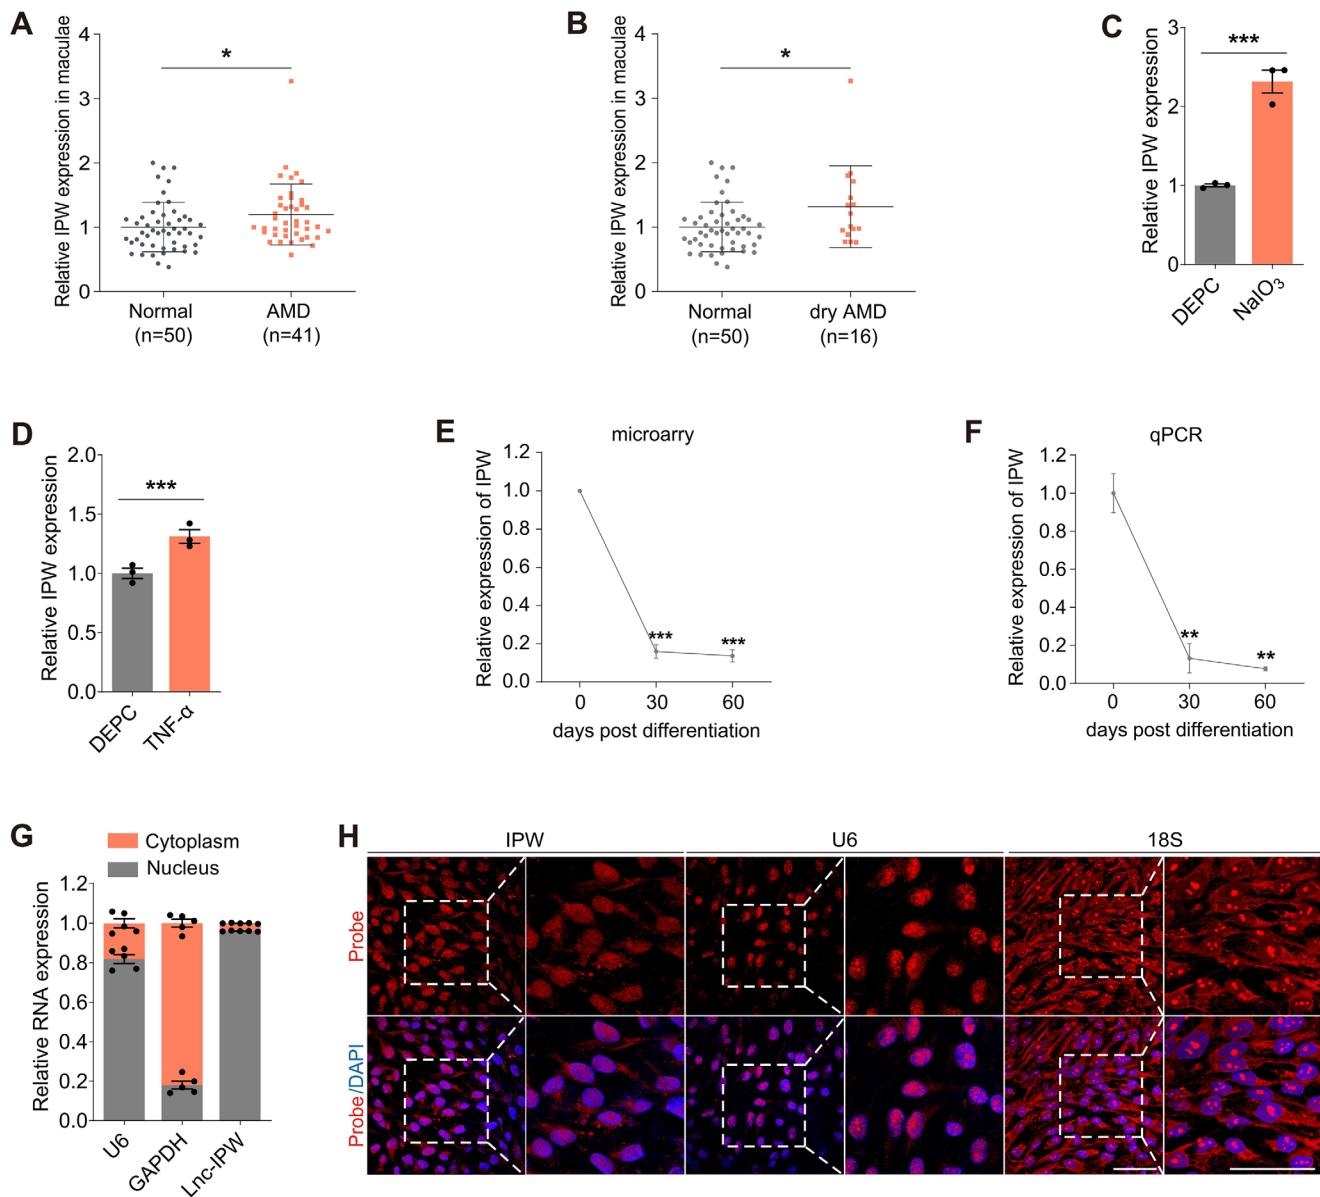 A
Relative IPW expression in maculae
4
3
2
1
0
*
Normal
(n=50)
AMD
(n=41)
B
Relative IPW expression in maculae
4
3
2
1
0
*
Normal
(n=50)
dry AMD
(n=16)
C
Relative IPW expression
3
2
1
0
***
DEPC
NaIO3
D
Relative IPW expression
2.0
1.5
1.0
0.5
0.0
***
DEPC
TNF-α
E
microarry
Relative expression of IPW
1.2
1.0
0.8
0.6
0.4
0.2
0.0
***
***
0 30 60
days post differentiation
F
qPCR
Relative expression of IPW
1.2
1.0
0.8
0.6
0.4
0.2
0.0
**
**
0 30 60
days post differentiation
G
Cytoplasm
Nucleus
Relative RNA expression
1.2
1.0
0.8
0.6
0.4
0.2
0.0
U6
GAPDH
Lnc-IPW
H
IPW
U6
18S
Probe
Probe/DAPI